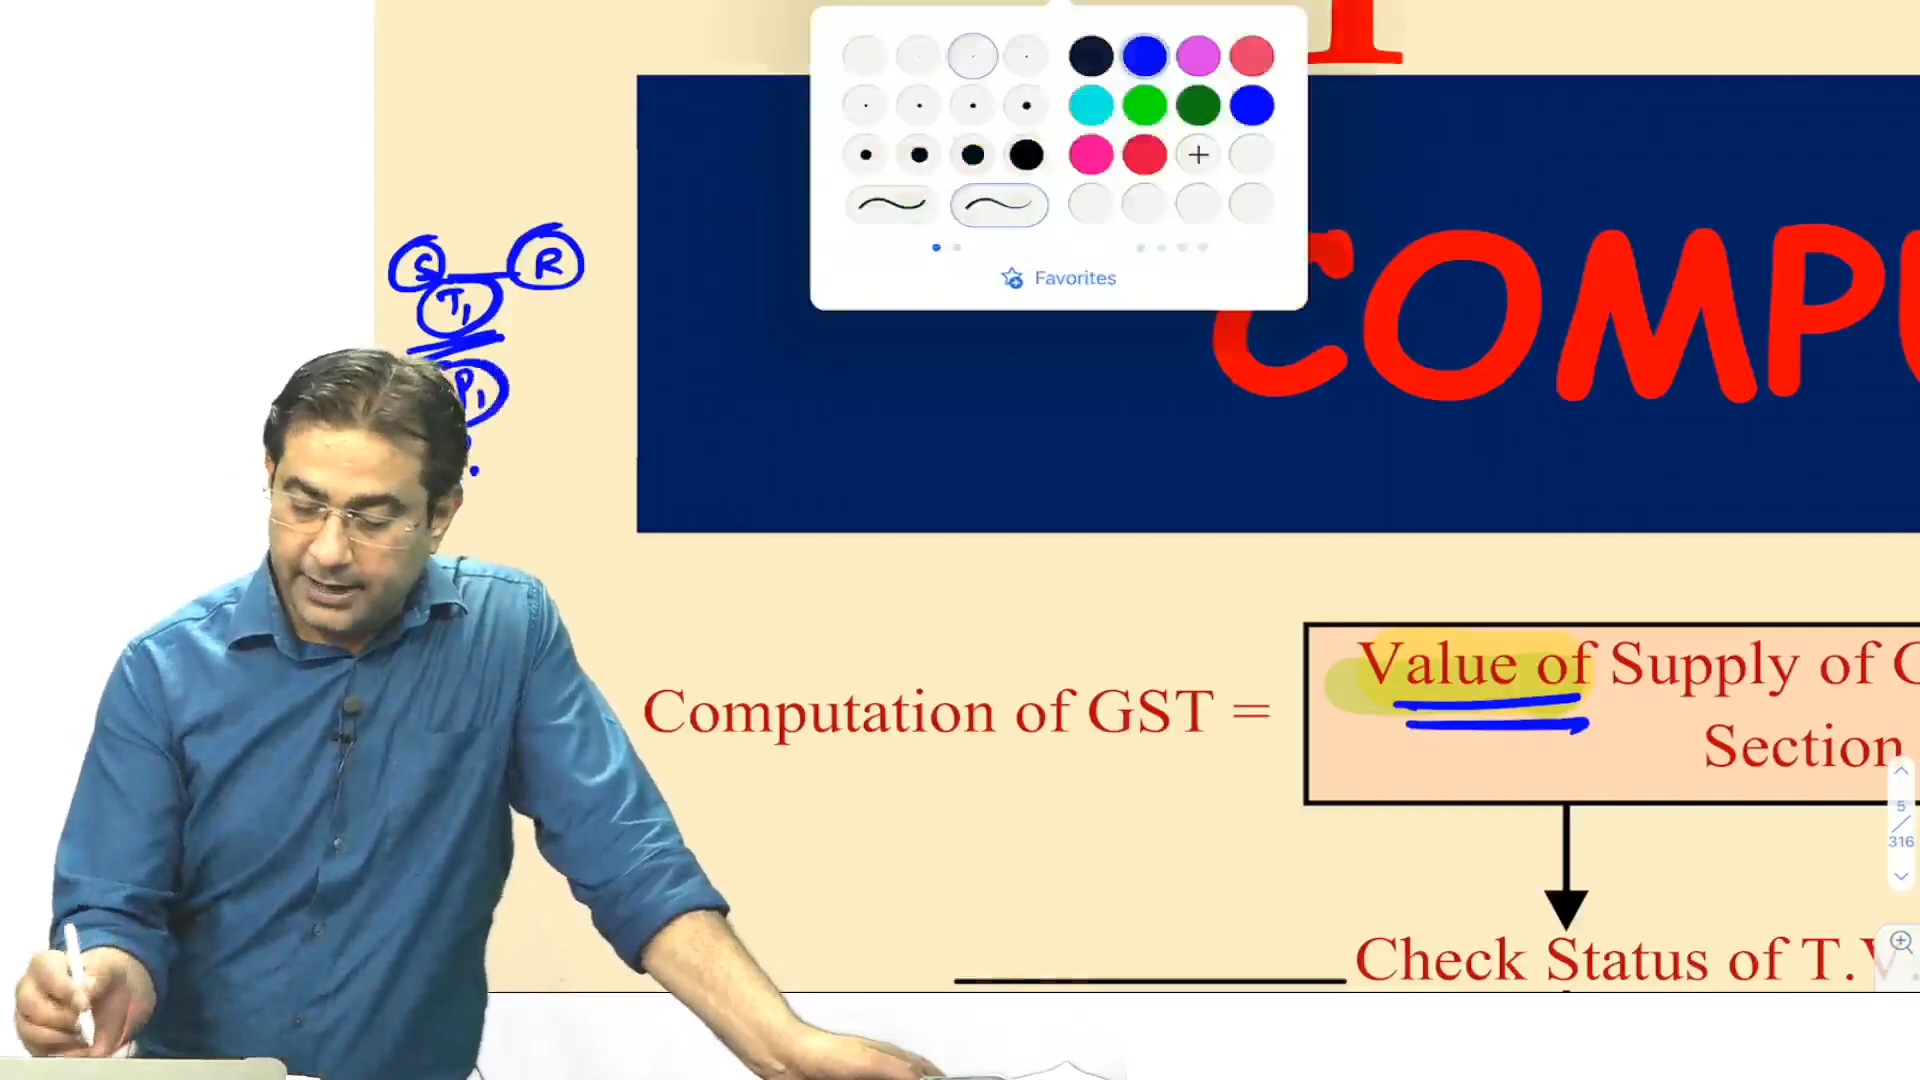 Favorites
COMP
S R
T1
P1
Computation of GST =
Value of Supply of
Section
5
316
Check Status of T.V.